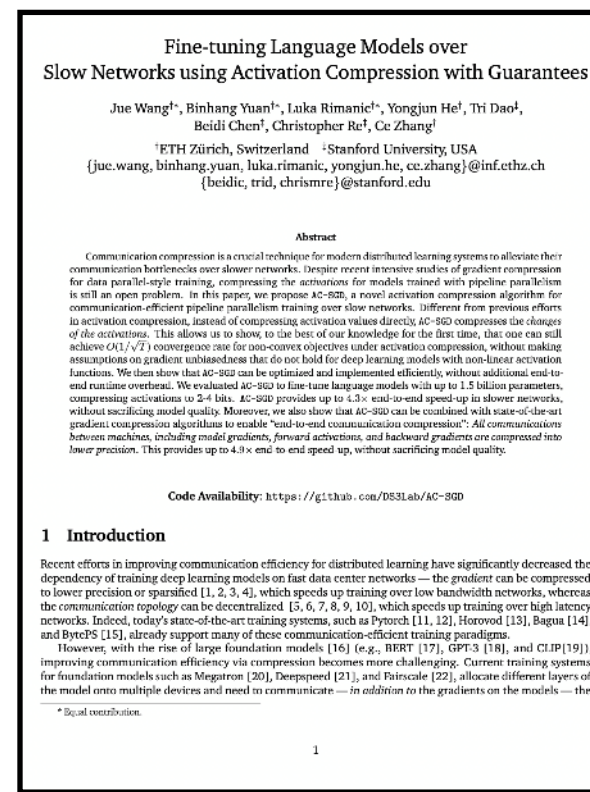 Fine-tuning Language Models over
Slow Networks using Activation Compression with Guarantees
Jue Wang†*, Binhang Yuan†*, Luka Rimanic†*, Yongjun He†, Tri Dao‡,
Beidi Chen‡, Christopher Re‡, Ce Zhang†
†ETH Zürich, Switzerland ‡Stanford University, USA
{jue.wang, binhang.yuan, luka.rimanic, yongjun.he, ce.zhang}@inf.ethz.ch
{beidic, trid, chrismre}@stanford.edu
Abstract
Communication compression is a crucial technique for modern distributed learning systems to alleviate their
communication bottlenecks over slower networks. Despite recent intensive studies of gradient compression
for data parallel-style training, compressing the activations for models trained with pipeline parallelism
is still an open problem. In this paper, we propose AC-SGD, a novel activation compression algorithm for
communication-efficient pipeline parallelism training over slow networks. Different from previous efforts
in activation compression, instead of compressing activation values directly, AC-SGD compresses the changes
of the activations. This allows us to show, to the best of our knowledge for the first time, that one can still
achieve O(1/√T) convergence rate for non-convex objectives under activation compression, without making
assumptions on gradient unbiasedness that do not hold for deep learning models with non-linear activation
functions. We then show that AC-SGD can be optimized and implemented efficiently, without additional end-to-
end runtime overhead. We evaluated AC-SGD to fine-tune language models with up to 1.5 billion parameters,
compressing activations to 2-4 bits. AC-SGD provides up to 4.3× end-to-end speed-up in slower networks,
without sacrificing model quality. Moreover, we also show that AC-SGD can be combined with state-of-the-art
gradient compression algorithms to enable "end-to-end communication compression": All communications
between machines, including model gradients, forward activations, and backward gradients are compressed into
lower precision. This provides up to 4.9× end-to-end speed-up, without sacrificing model quality.
Code Availability: https://github.com/DS3Lab/AC-SGD
1 Introduction
Recent efforts in improving communication efficiency for distributed learning have significantly decreased the
dependency of training deep learning models on fast data center networks — the gradient can be compressed
to lower precision or sparsified [1, 2, 3, 4], which speeds up training over low bandwidth networks, whereas
the communication topology can be decentralized [5, 6, 7, 8, 9, 10], which speeds up training over high latency
networks. Indeed, today's state-of-the-art training systems, such as Pytorch [11, 12], Horovod [13], Bagua [14]
and BytePS [15], already support many of these communication-efficient training paradigms.
However, with the rise of large foundation models [16] (e.g., BERT [17], GPT-3 [18], and CLIP[19])
improving communication efficiency via compression becomes more challenging. Current training systems
for foundation models such as Megatron [20], Deepspeed [21], and Fairscale [22], allocate different layers of
the model onto multiple devices and need to communicate — in addition to the gradients on the models — the
* Equal contribution.
1